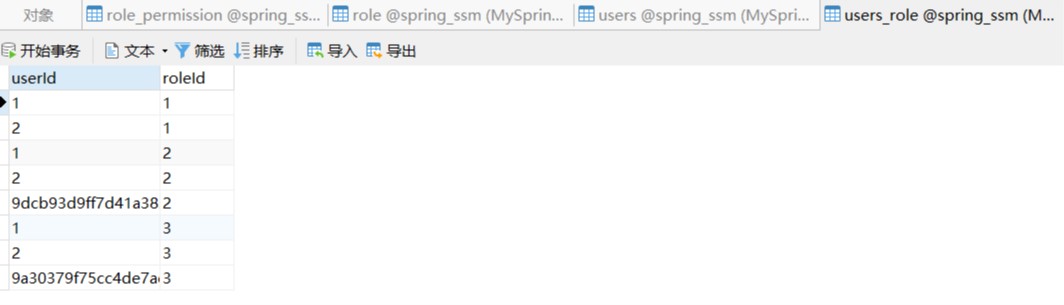 对象 role_permission @spring_ss... role @spring_ssm (MySprin... users @spring_ssm (MySpri... users_role @spring_ssm (M...
开始事务 文本 筛选 排序 导入 导出
userId roleId
1 1
2 1
1 2
2 2
9dcb93d9ff7d41a38 2
1 3
2 3
9a30379f75cc4de7a 3